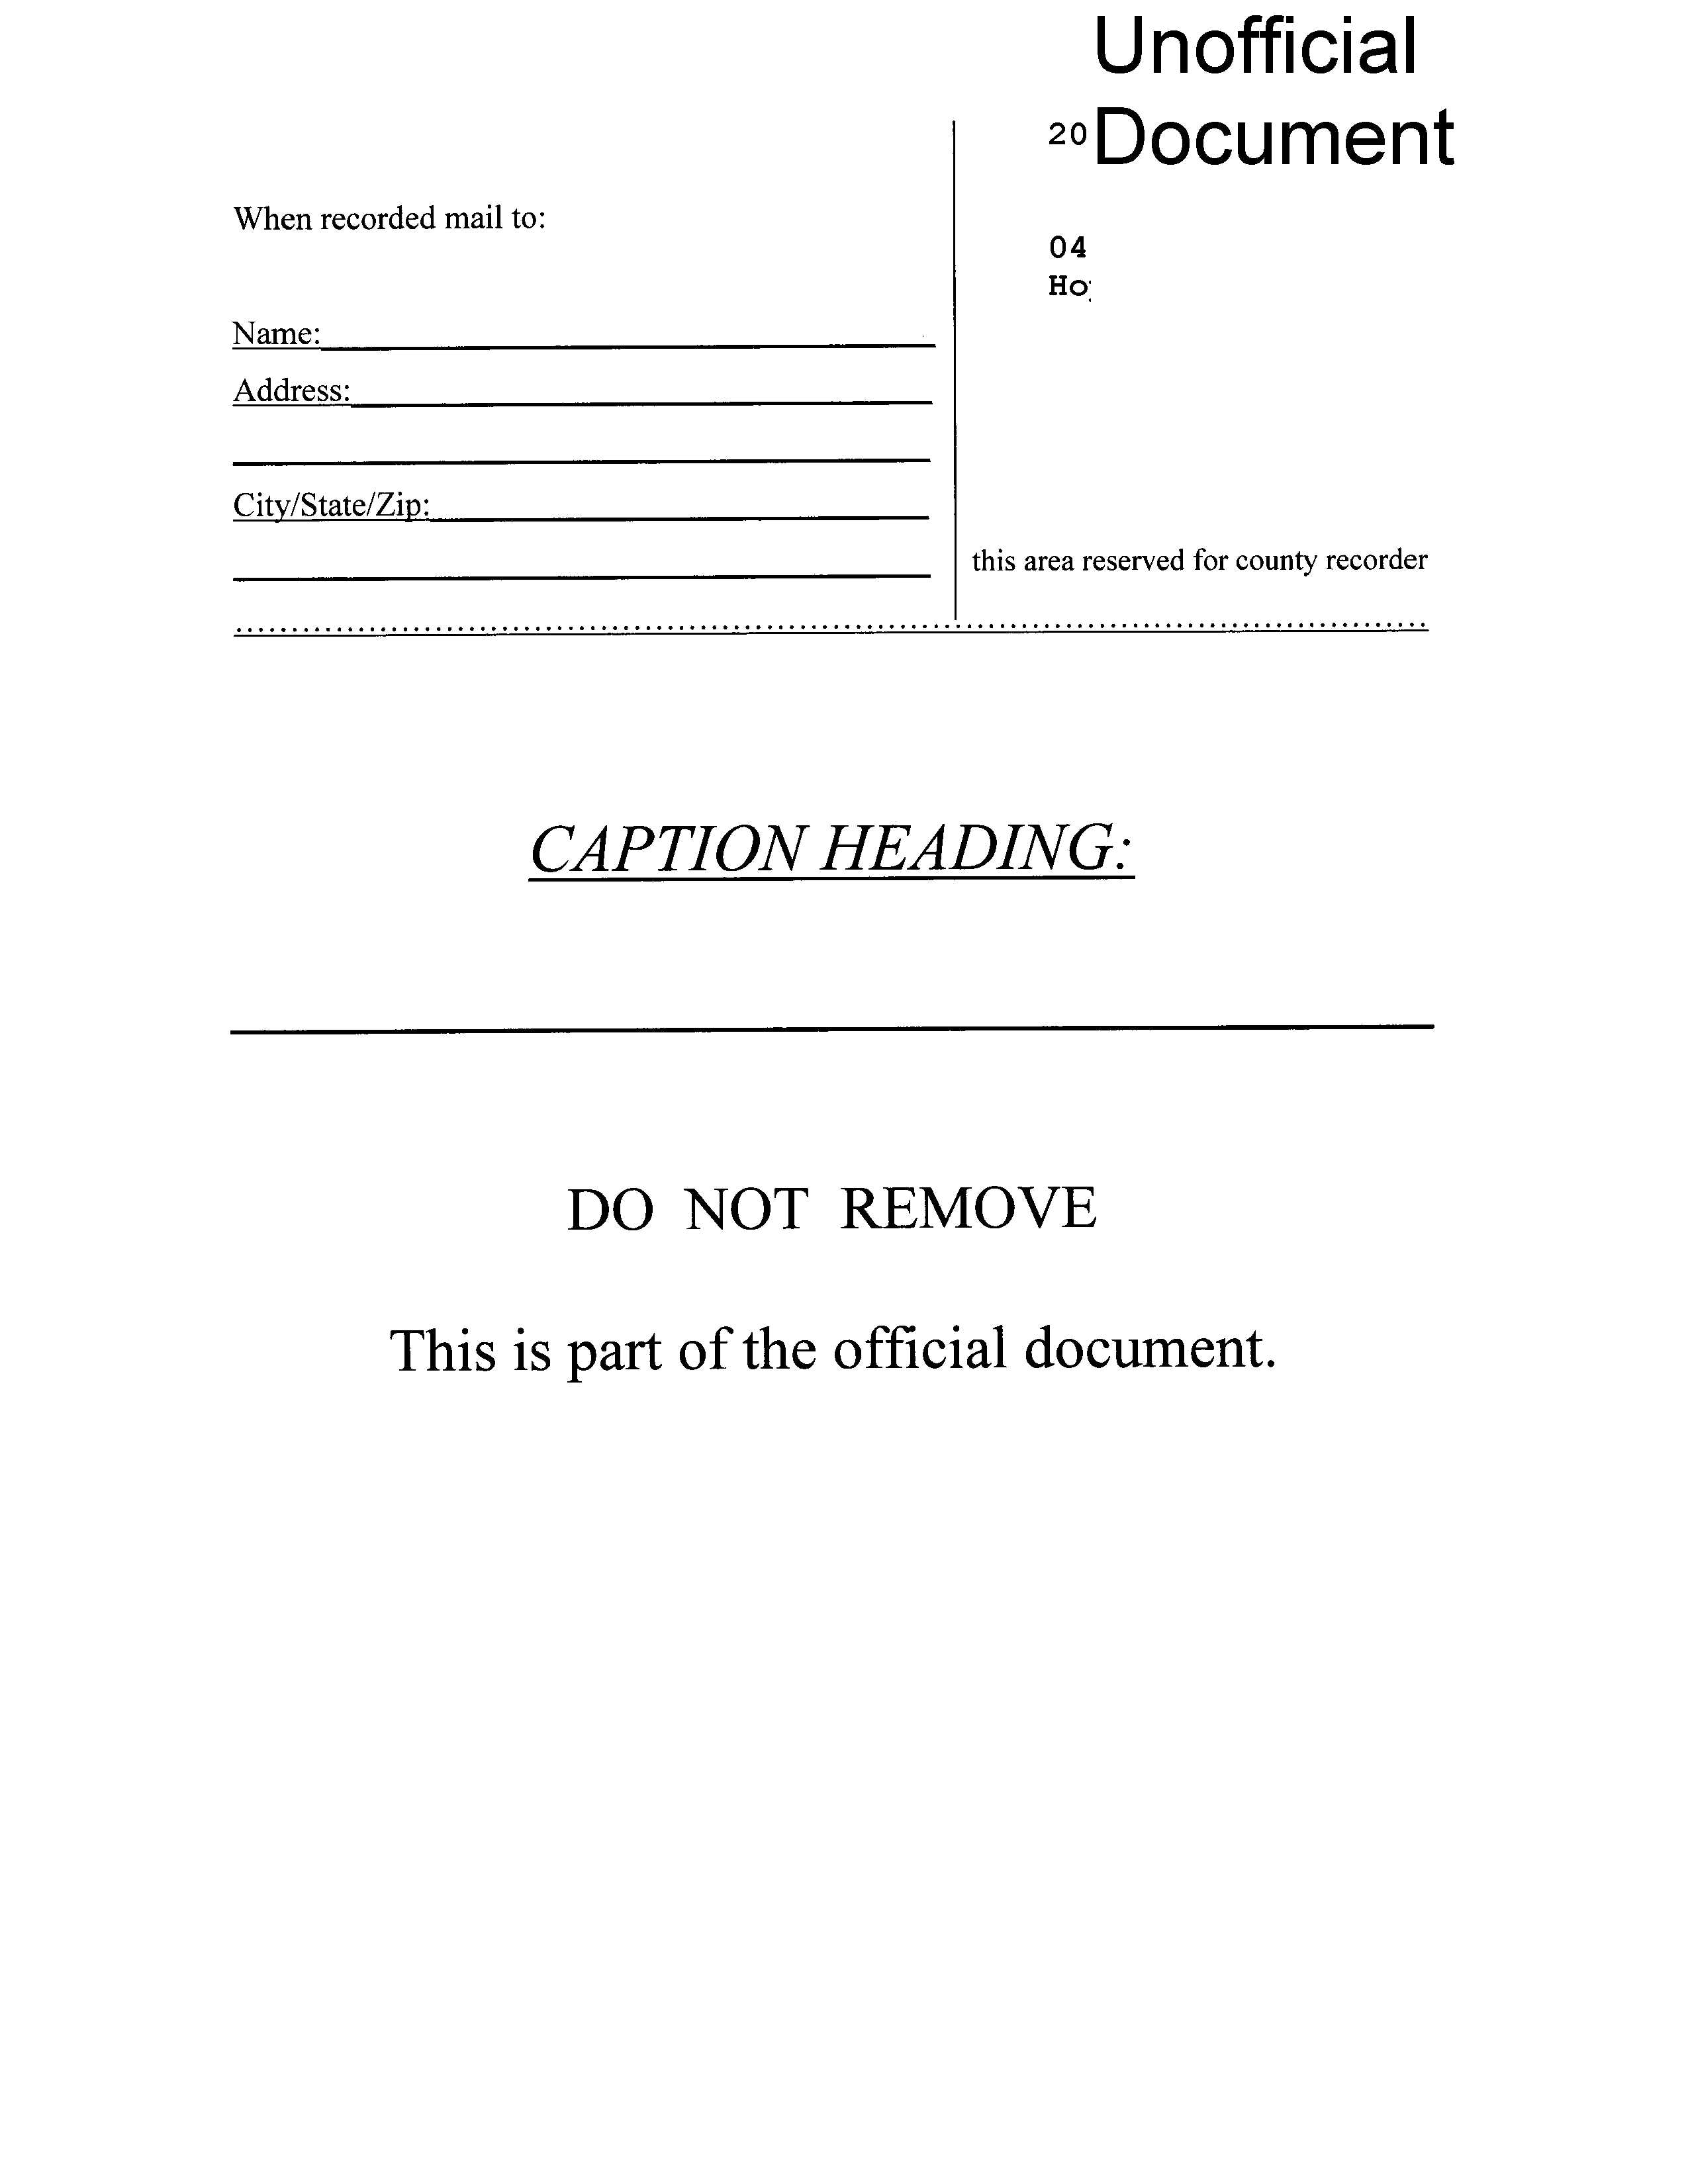 Unofficial
20 Document
When recorded mail to:
04
Ho
Name:
Address:
City/State/Zip:
this area reserved for county recorder
CAPTION HEADING:
DO NOT REMOVE
This is part of the official document.